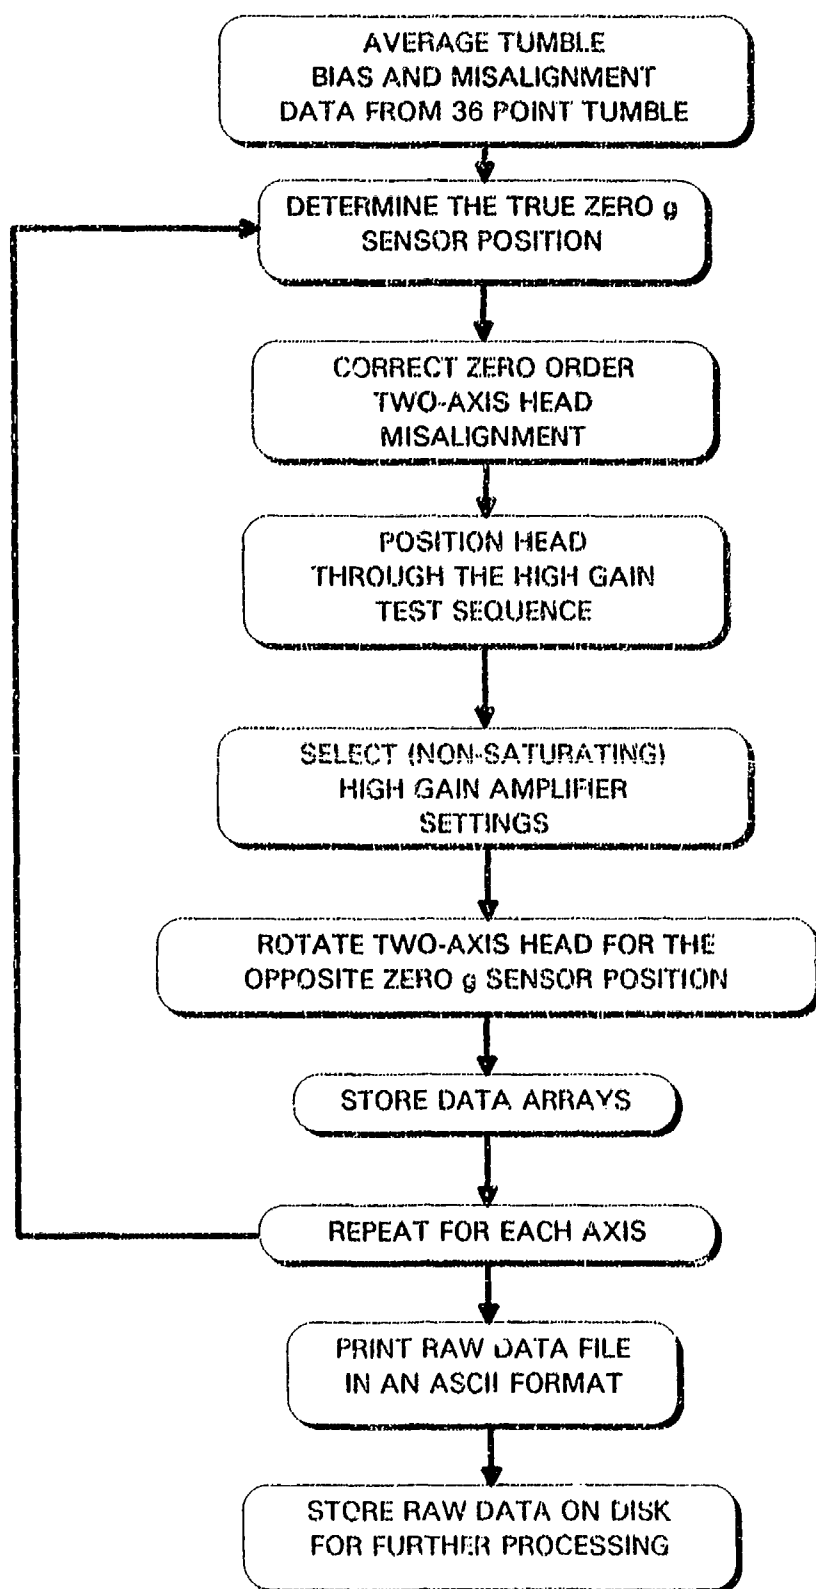 AVERAGE TUMBLE
BIAS AND MISALIGNMENT
DATA FROM 36 POINT TUMBLE
DETERMINE THE TRUE ZERO g
SENSOR POSITION
CORRECT ZERO ORDER
TWO-AXIS HEAD
MISALIGNMENT
POSITION HEAD
THROUGH THE HIGH GAIN
TEST SEQUENCE
SELECT (NON-SATURATING)
HIGH GAIN AMPLIFIER
SETTINGS
ROTATE TWO-AXIS HEAD FOR THE
OPPOSITE ZERO g SENSOR POSITION
STORE DATA ARRAYS
REPEAT FOR EACH AXIS
PRINT RAW DATA FILE
IN AN ASCII FORMAT
STORE RAW DATA ON DISK
FOR FURTHER PROCESSING